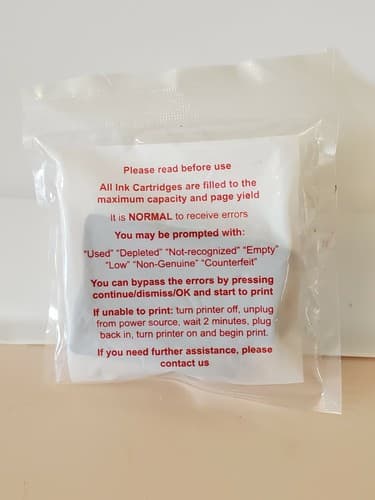 Please read before use
All Ink Cartridges are filled to the
maximum capacity and page yield
It is NORMAL to receive errors
You may be prompted with:
"Used" "Depleted" "Not-recognized" "Empty"
"Low" "Non-Genuine" "Counterfeit"
You can bypass the errors by pressing
continue/dismiss/OK and start to print
If unable to print: turn printer off, unplug
from power source, wait 2 minutes, plug
back in, turn printer on and begin print.
If you need further assistance, please
contact us